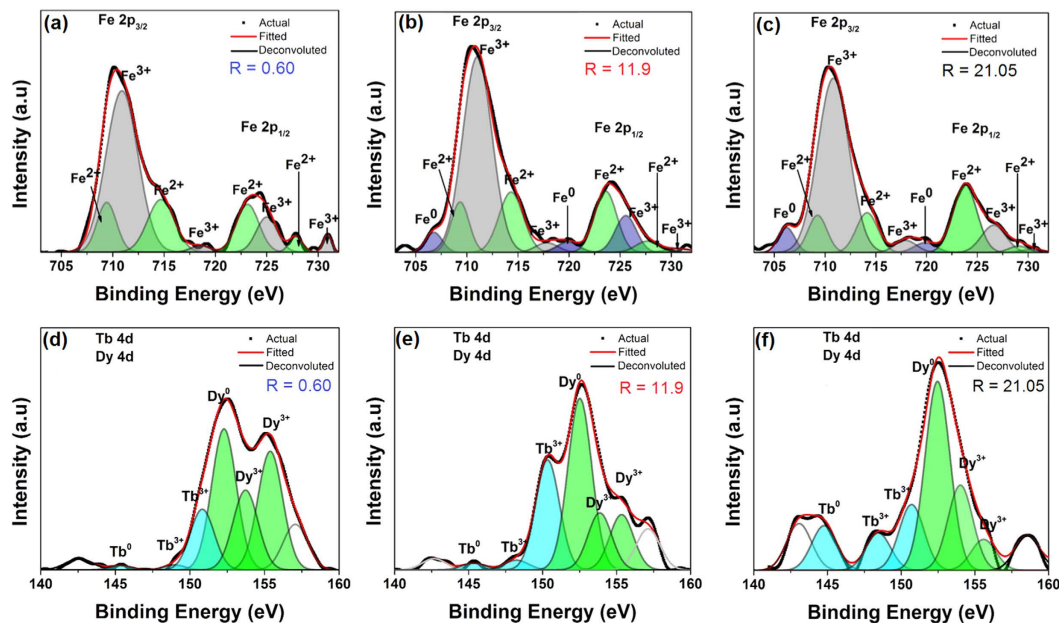 (a)
Fe 2p3/2
Actual
Fitted
Deconvoluted
R = 0.60
Fe3+
Fe 2p1/2
Fe2+
Fe2+
Fe2+
Fe2+
Fe3+
Fe3+
Fe3+
Intensity (a.u)
705 710 715 720 725 730
Binding Energy (eV)
(b)
Fe 2p3/2
Actual
Fitted
Deconvoluted
R = 11.9
Fe3+
Fe 2p1/2
Fe2+
Fe2+
Fe2+
Fe2+
Fe0
Fe0
Fe3+
Fe3+
Fe3+
Intensity (a.u)
705 710 715 720 725 730
Binding Energy (eV)
(c)
Fe 2p3/2
Actual
Fitted
Deconvoluted
R = 21.05
Fe3+
Fe 2p1/2
Fe2+
Fe2+
Fe2+
Fe2+
Fe0
Fe0
Fe3+
Fe3+
Fe3+
Intensity (a.u)
705 710 715 720 725 730
Binding Energy (eV)
(d)
Tb 4d
Dy 4d
Actual
Fitted
Deconvoluted
R = 0.60
Dy0
Dy3+
Dy3+
Tb3+
Tb3+
Tb0
Intensity (a.u)
140 145 150 155 160
Binding Energy (eV)
(e)
Tb 4d
Dy 4d
Actual
Fitted
Deconvoluted
R = 11.9
Dy0
Tb3+
Dy3+
Dy3+
Tb0
Tb3+
Intensity (a.u)
140 145 150 155 160
Binding Energy (eV)
(f)
Tb 4d
Dy 4d
Actual
Fitted
Deconvoluted
R = 21.05
Dy0
Dy3+
Tb3+
Tb0
Tb3+
Dy3+
Intensity (a.u)
140 145 150 155 160
Binding Energy (eV)